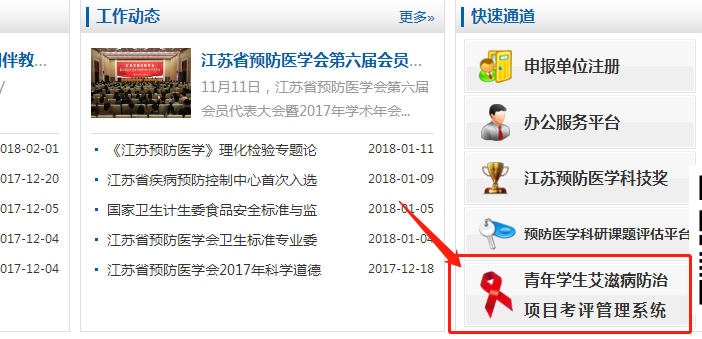 同伴教...
/
2018-02-01
2017-12-20
2017-12-04
2017-12-04
工作动态 更多»
江苏省预防医学会第六届会员...
11月11日，江苏省预防医学会第六届
会员代表大会暨2017年学术年会...
《江苏预防医学》理化检验专题论 2018-01-11
江苏省疾病预防控制中心首次入选 2018-01-09
国家卫生计生委食品安全标准与监 2018-01-05
江苏省预防医学会卫生标准专业委 2018-01-04
江苏省预防医学会2017年科学道德 2017-12-18
快速通道
申报单位注册
办公服务平台
江苏预防医学科技奖
预防医学科研课题评估平台
青年学生艾滋病防治
项目考评管理系统